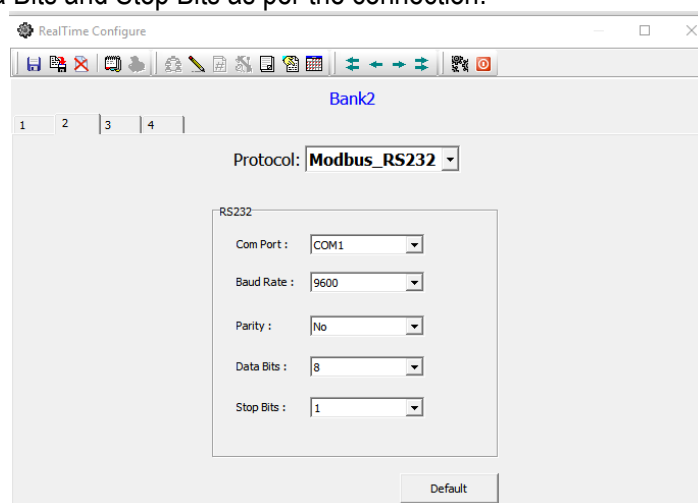 Bits and Stop Bits as per the connection.
RealTime Configure
Bank2
1 2 3 4
Protocol: Modbus_RS232
RS232
Com Port : COM1
Baud Rate : 9600
Parity : No
Data Bits : 8
Stop Bits : 1
Default